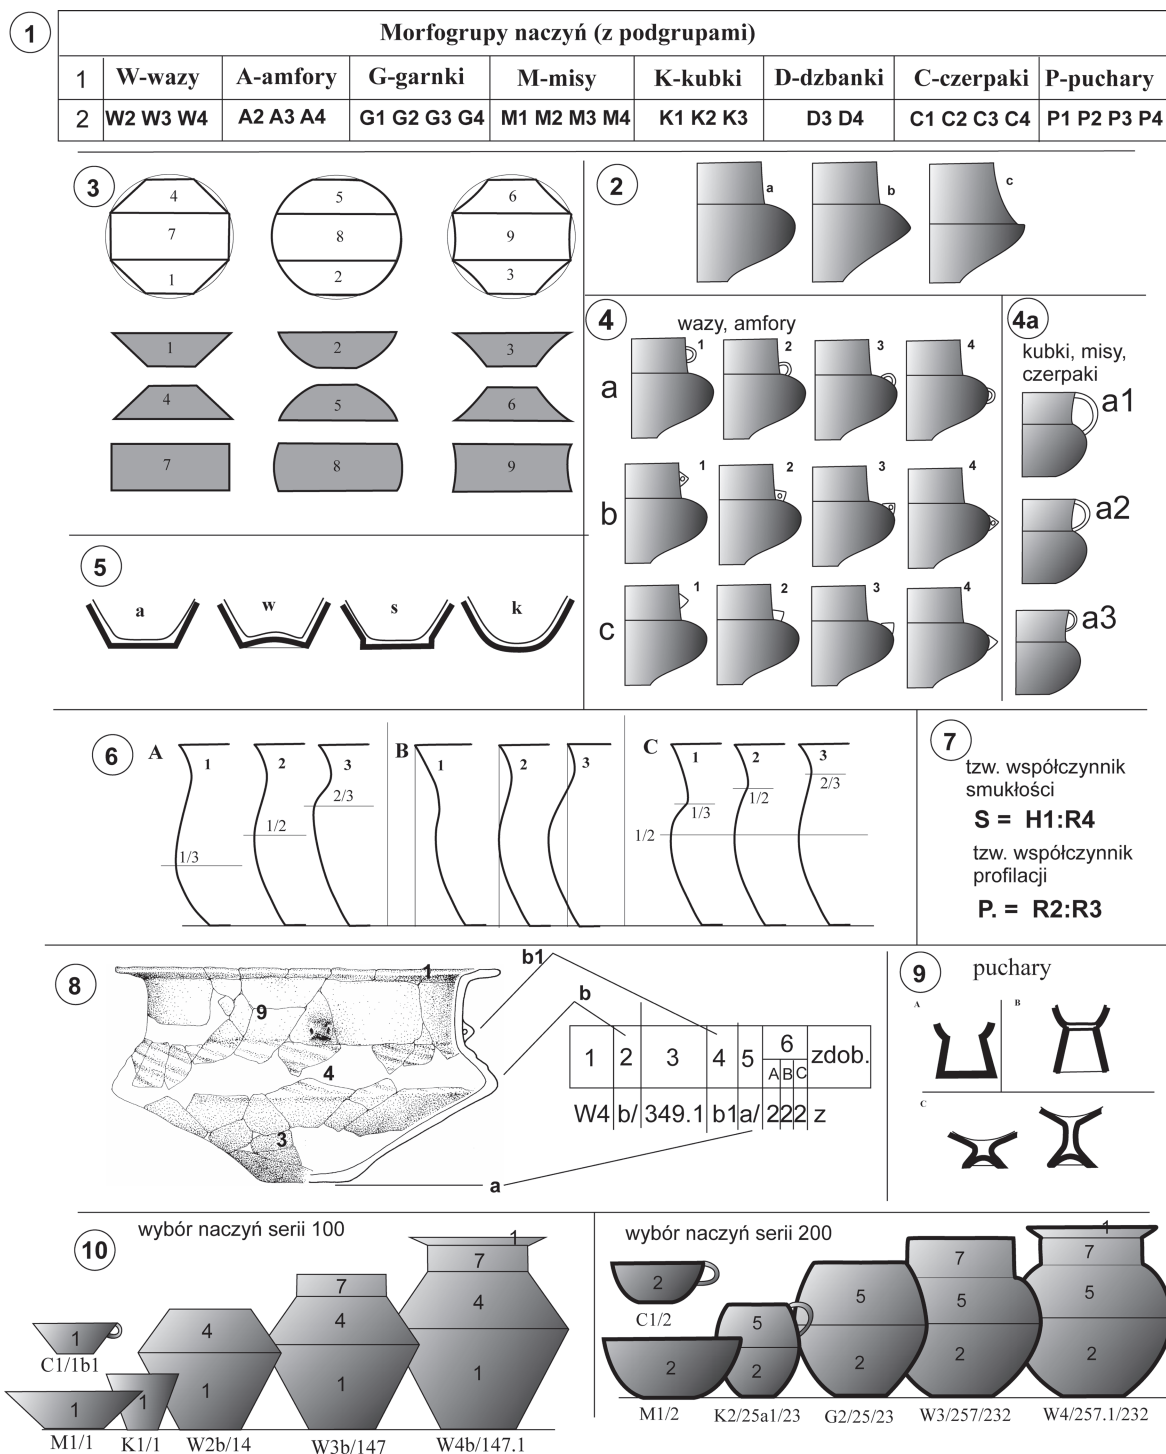 1
Morfogrupy naczyń (z podgrupami)
1 W-wazy A-amfory G-garnki M-misy K-kubki D-dzbanki C-czerpaki P-puchary
2 W2 W3 W4 A2 A3 A4 G1 G2 G3 G4 M1 M2 M3 M4 K1 K2 K3 D3 D4 C1 C2 C3 C4 P1 P2 P3 P4
3
4 5 6
7 8 9
1 2 3
1 2 3
4 5 6
7 8 9
2
a b c
4
wazy, amfory
a 1 2 3 4
b 1 2 3 4
c 1 2 3 4
4a
kubki, misy,
czerpaki
a1
a2
a3
5
a w s k
6
A 1 2 3
1/3 1/2 2/3
B 1 2 3
C 1 2 3
1/2 1/3 1/2 2/3
7
tzw. współczynnik
smukłości
S = H1:R4
tzw. współczynnik
profilacji
P. = R2:R3
8
1
9
4
3
b1
b
a
1 2 3 4 5 6 zdob.
A B C
W4 b/ 349.1 b1 a/ 2 2 2 z
9
puchary
A B
C
10
wybór naczyń serii 100
1
7
7 4
4 4
1
C1/1b1
1 1 1 1 1
M1/1 K1/1 W2b/14 W3b/147 W4b/147.1
wybór naczyń serii 200
1
7 7
2
C1/2
5 5 5 5
2 2 2 2 2
M1/2 K2/25a1/23 G2/25/23 W3/257/232 W4/257.1/232